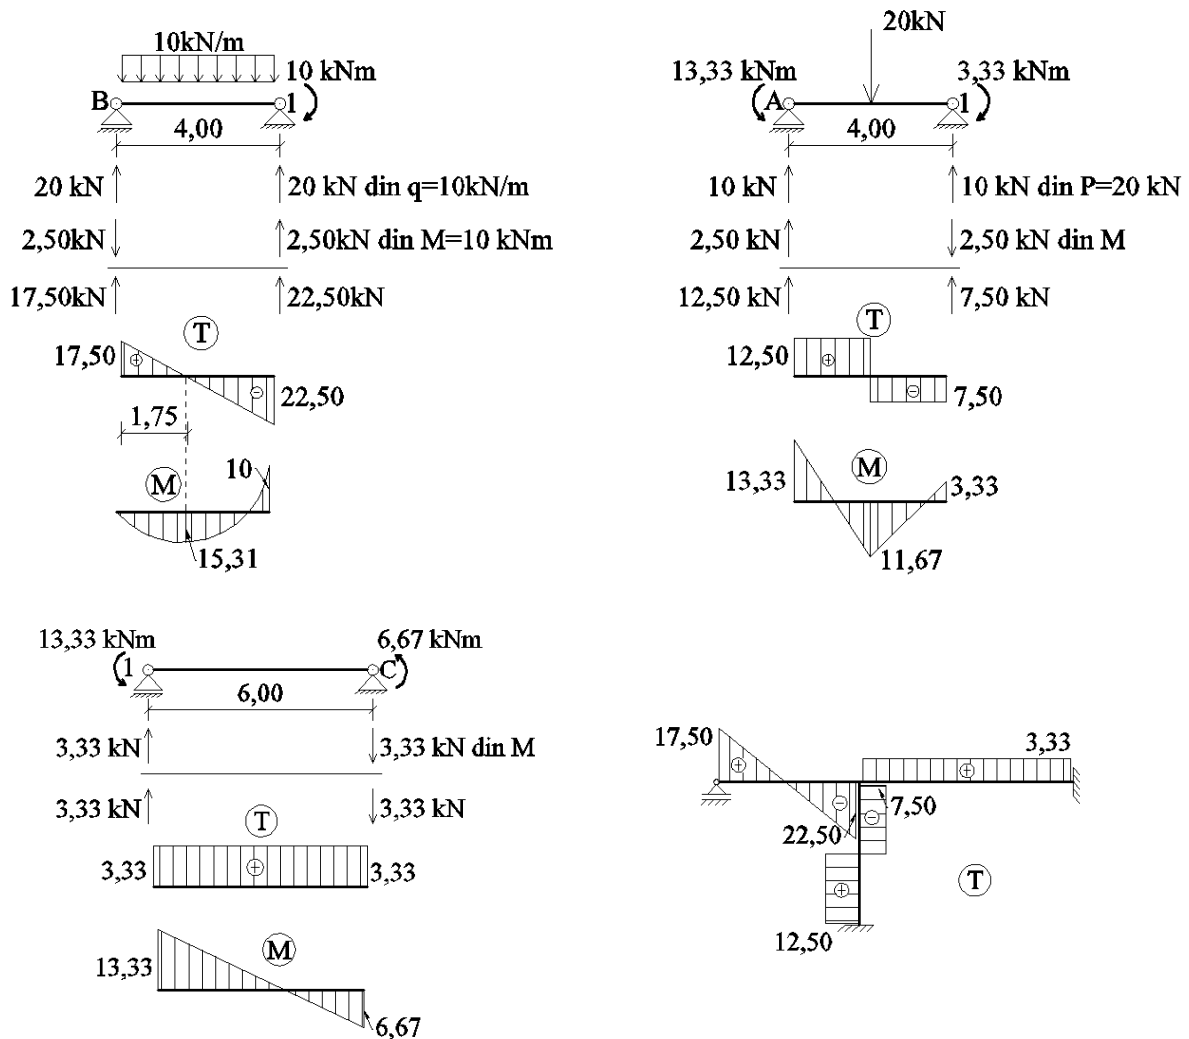 10kN/m
10 kNm
B
1
4,00
20 kN
20 kN din q=10kN/m
2,50kN
2,50kN din M=10 kNm
17,50kN
22,50kN
T
17,50
+
-
22,50
1,75
M
10
15,31
20kN
13,33 kNm
3,33 kNm
A
1
4,00
10 kN
10 kN din P=20 kN
2,50 kN
2,50 kN din M
12,50 kN
7,50 kN
T
12,50
+
-
7,50
13,33
M
3,33
11,67
13,33 kNm
6,67 kNm
1
C
6,00
3,33 kN
3,33 kN din M
3,33 kN
3,33 kN
T
3,33
+
3,33
M
13,33
6,67
17,50
+
3,33
+
-
22,50
7,50
-
+
12,50
T